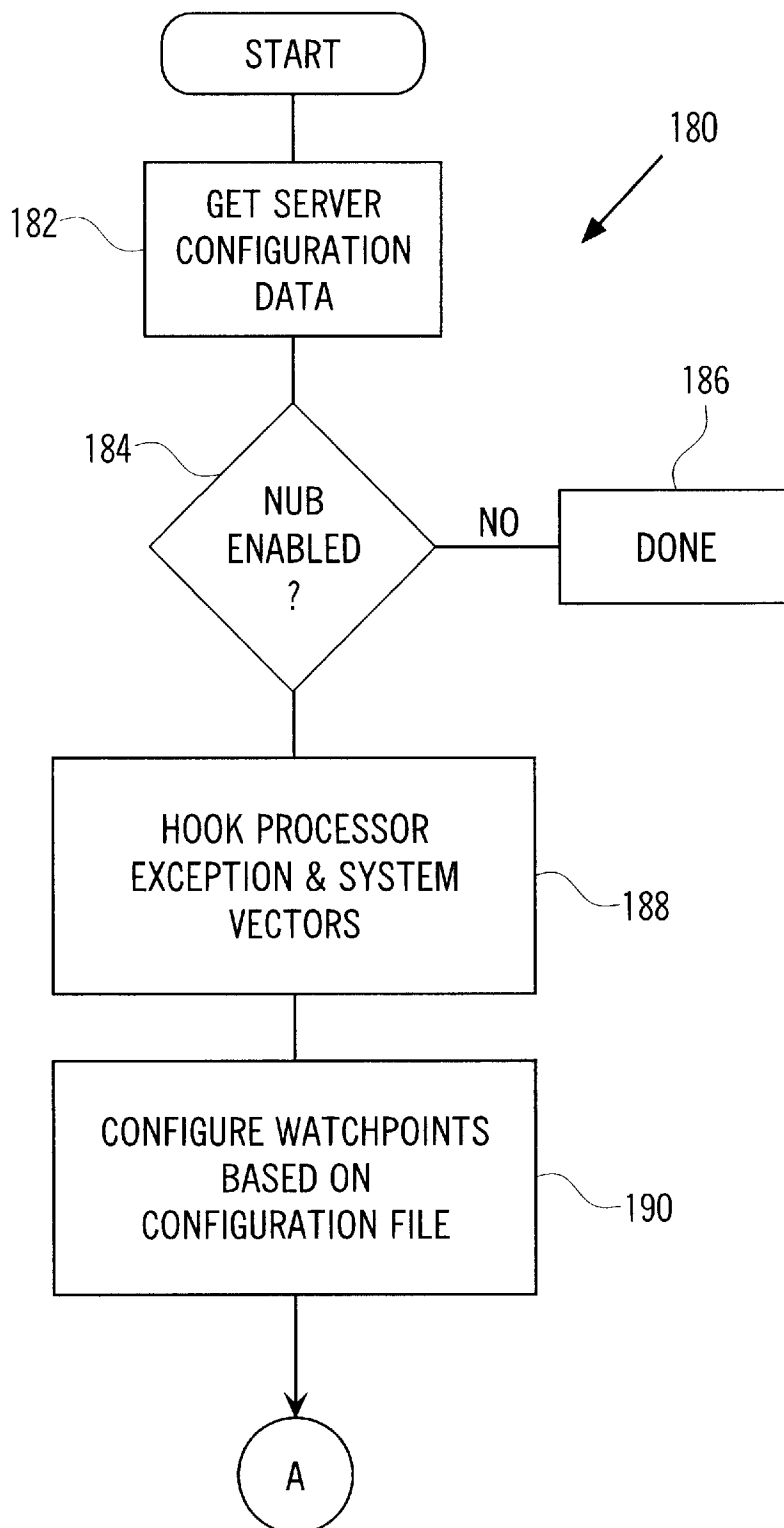 START
180
182
GET SERVER
CONFIGURATION
DATA
186
184
NUB
ENABLED
?
NO
DONE
HOOK PROCESSOR
EXCEPTION & SYSTEM
VECTORS
188
CONFIGURE WATCHPOINTS
BASED ON
CONFIGURATION FILE
190
A